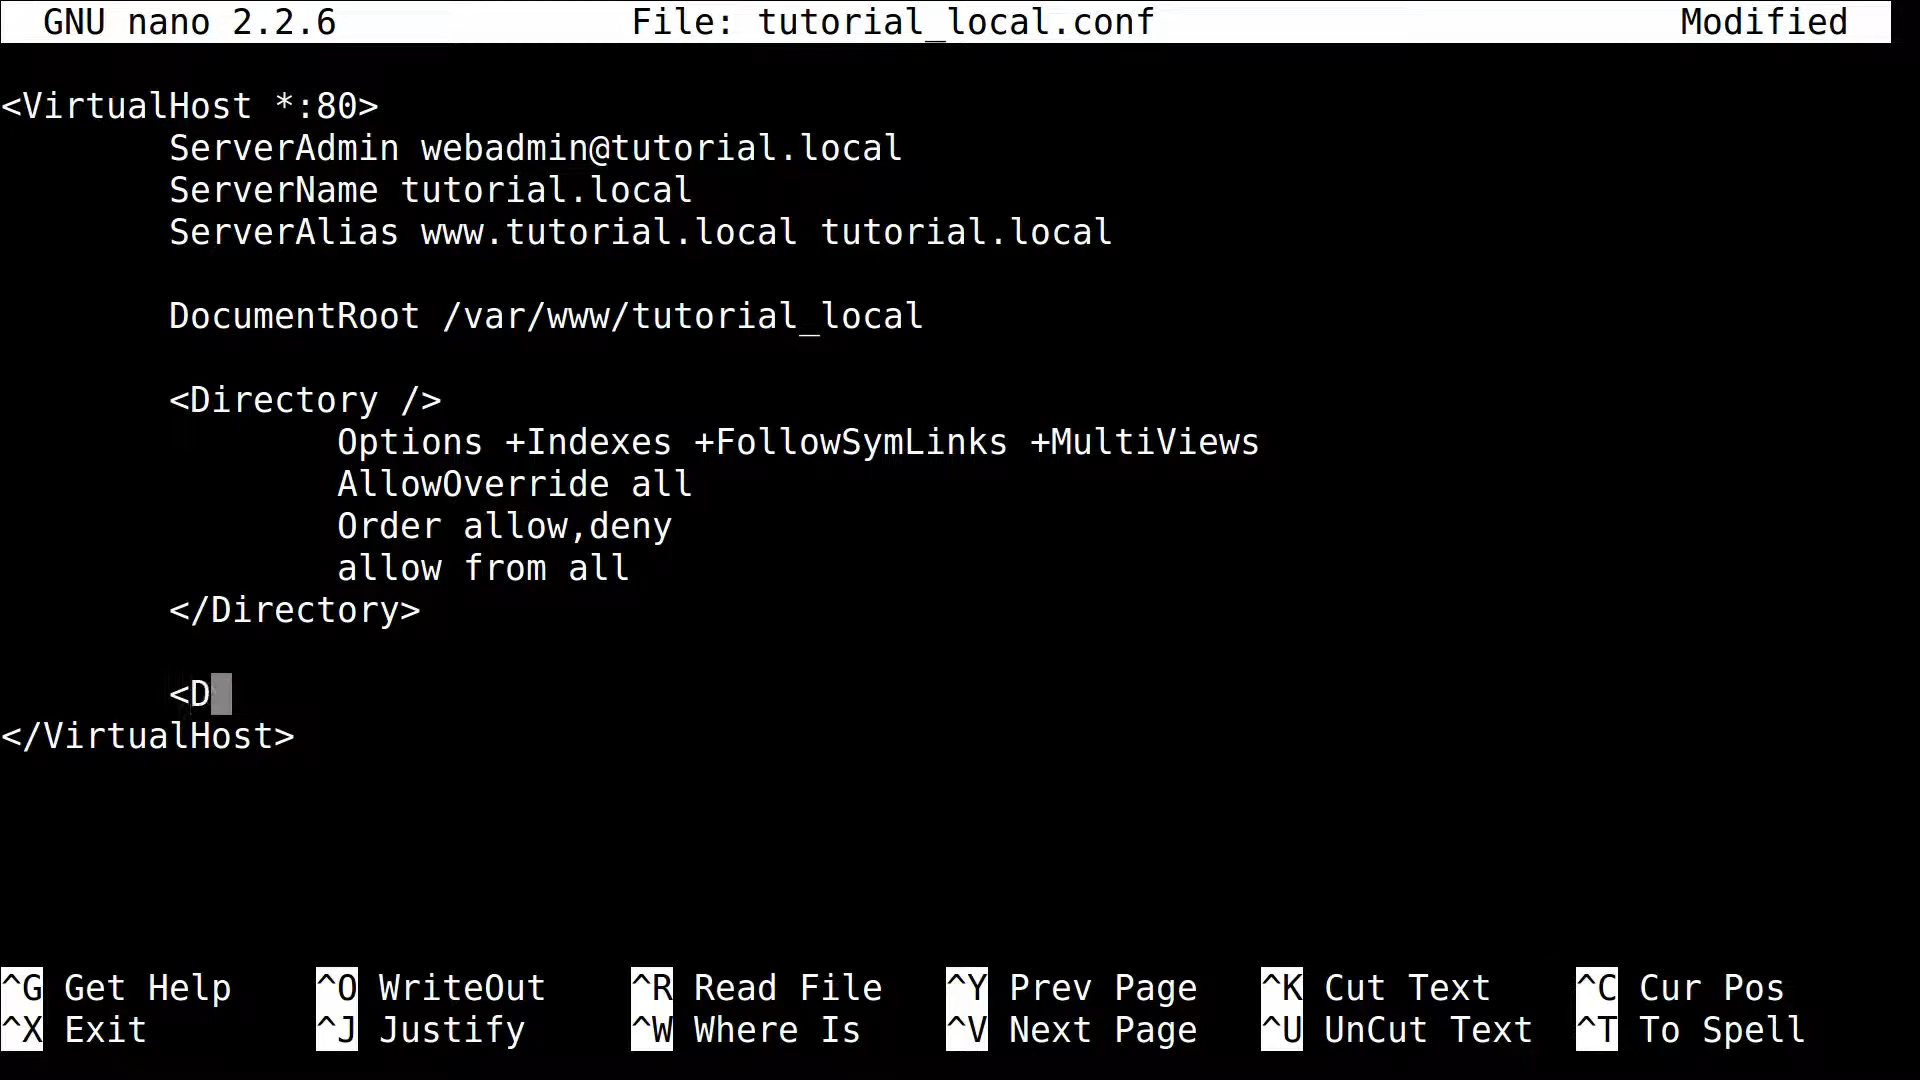 GNU nano 2.2.6 File: tutorial_local.conf Modified
<VirtualHost *:80>
ServerAdmin webadmin@tutorial.local
ServerName tutorial.local
ServerAlias www.tutorial.local tutorial.local
DocumentRoot /var/www/tutorial_local
<Directory />
Options +Indexes +FollowSymLinks +MultiViews
AllowOverride all
Order allow,deny
allow from all
</Directory>
<D
</VirtualHost>
^G Get Help ^O WriteOut ^R Read File ^Y Prev Page ^K Cut Text ^C Cur Pos
^X Exit ^J Justify ^W Where Is ^V Next Page ^U UnCut Text ^T To Spell